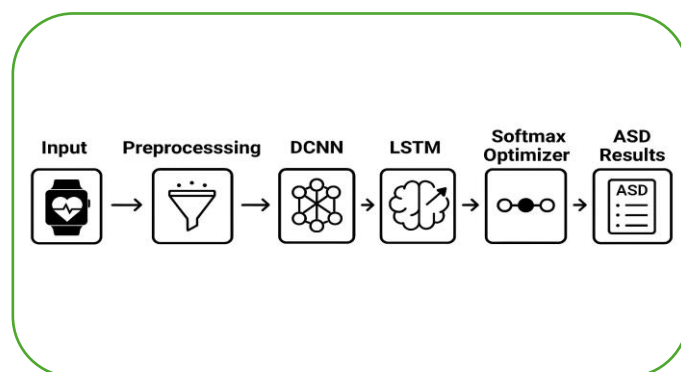 Input
Preprocesssing
DCNN
LSTM
Softmax
Optimizer
ASD
Results
ASD